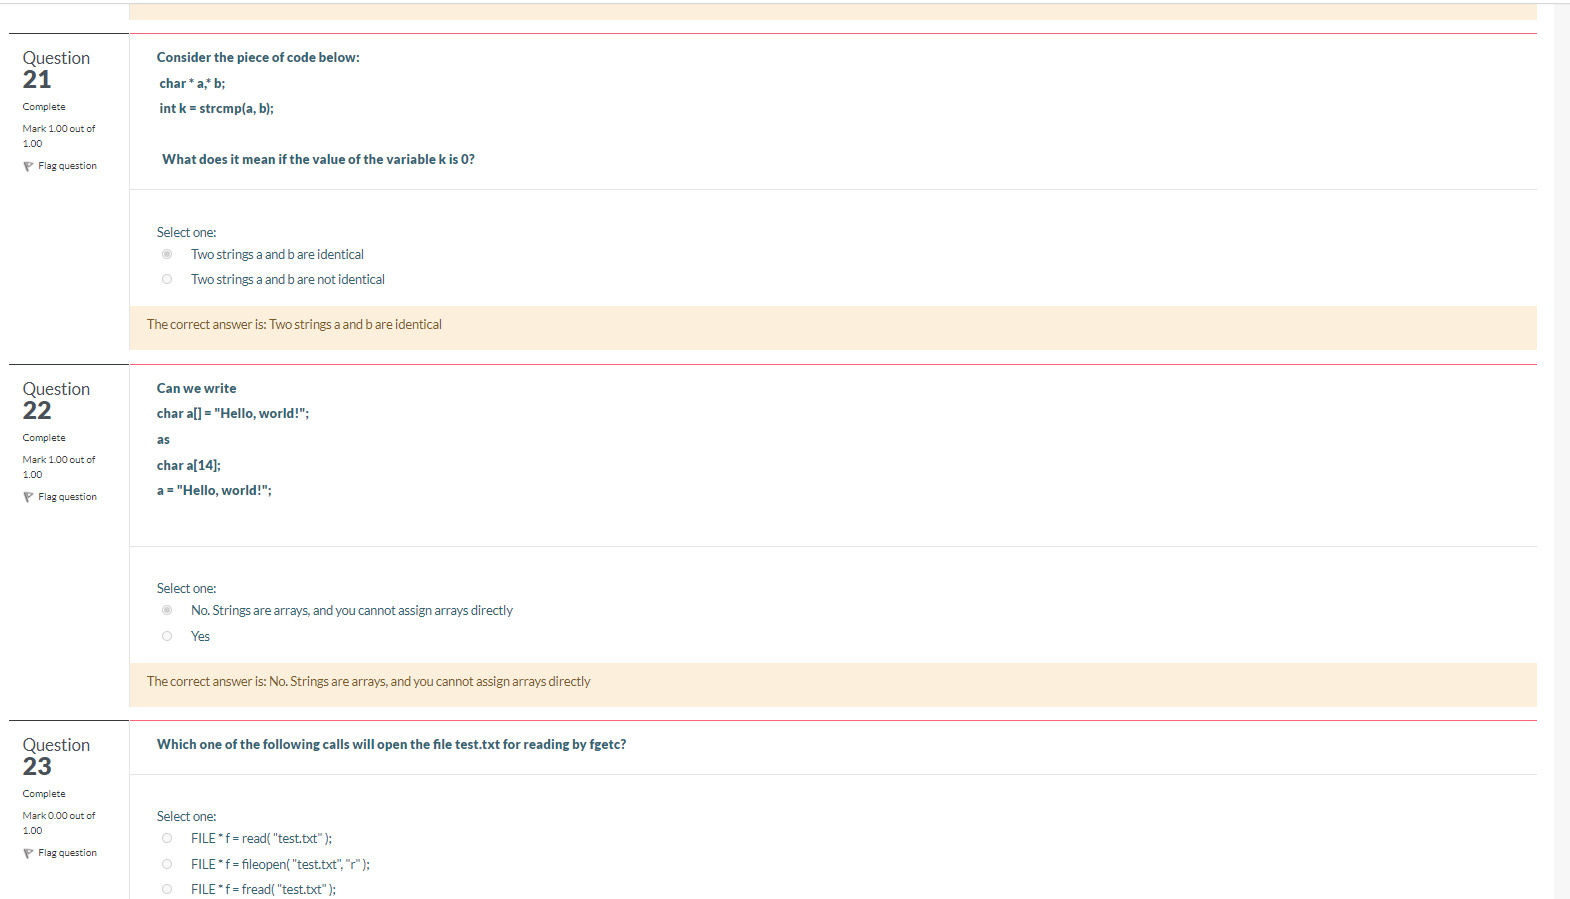 Question
21
Complete
Mark 1.00 out of
1.00
Flag question
Consider the piece of code below:
char * a,* b;
int k = strcmp(a, b);
What does it mean if the value of the variable k is 0?
Select one:
Two strings a and b are identical
Two strings a and b are not identical
The correct answer is: Two strings a and b are identical
Question
22
Complete
Mark 1.00 out of
1.00
Flag question
Can we write
char a[] = "Hello, world!";
as
char a[14];
a = "Hello, world!";
Select one:
No. Strings are arrays, and you cannot assign arrays directly
Yes
The correct answer is: No. Strings are arrays, and you cannot assign arrays directly
Question
23
Complete
Mark 0.00 out of
1.00
Flag question
Which one of the following calls will open the file test.txt for reading by fgetc?
Select one:
FILE * f = read( "test.txt" );
FILE * f = fileopen( "test.txt", "r" );
FILE * f = fread( "test.txt" );